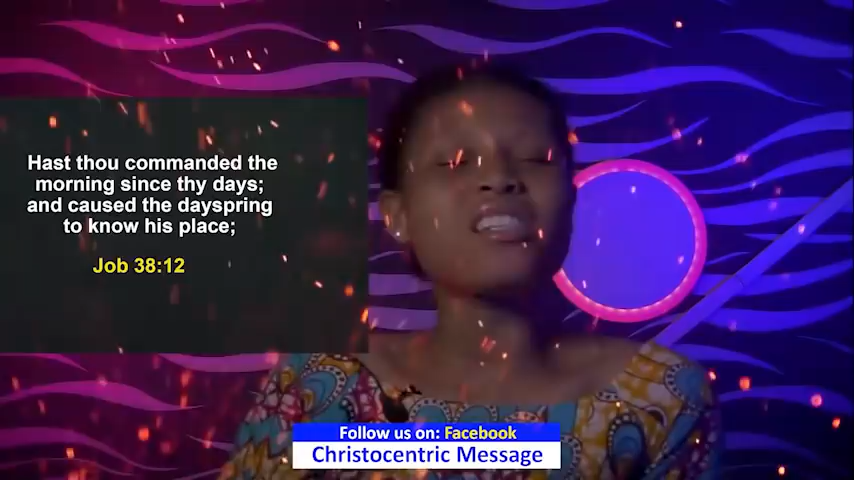 Hast thou commanded the
morning since thy days;
and caused the dayspring
to know his place;
Job 38:12
Follow us on: Facebook
Christocentric Message